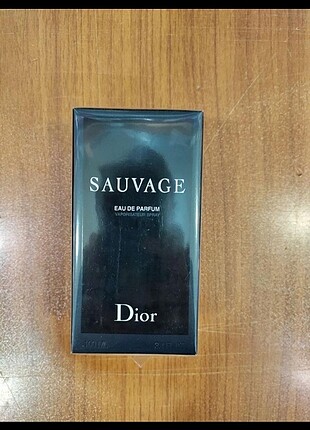 SAUVAGE
EAU DE PARFUM
VAPORISATEUR SPRAY
Dior